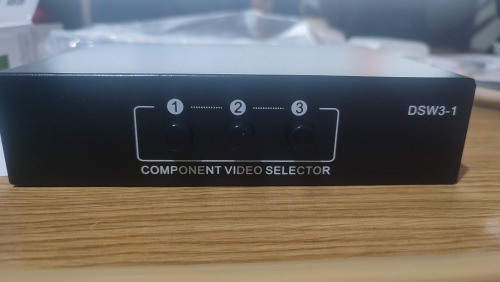 1 2 3
DSW3-1
COMPONENT VIDEO SELECTOR